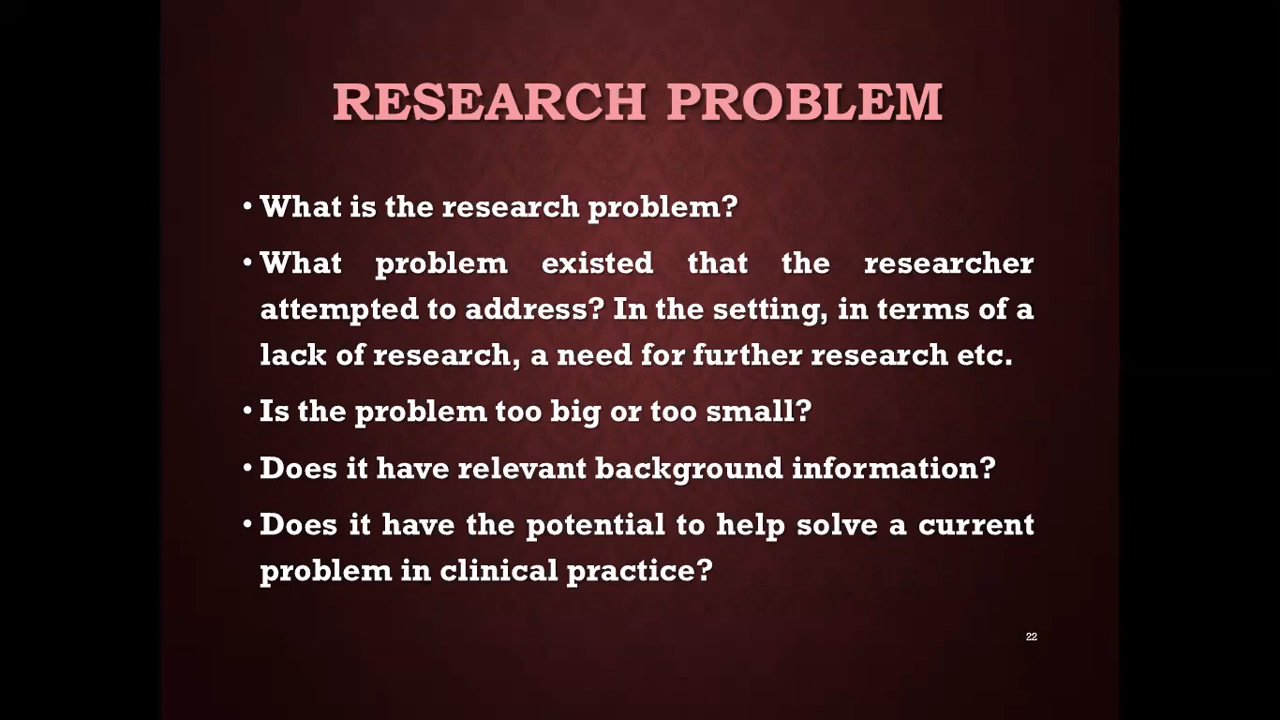 RESEARCH PROBLEM
• What is the research problem?
• What problem existed that the researcher
attempted to address? In the setting, in terms of a
lack of research, a need for further research etc.
• Is the problem too big or too small?
• Does it have relevant background information?
• Does it have the potential to help solve a current
problem in clinical practice?
22